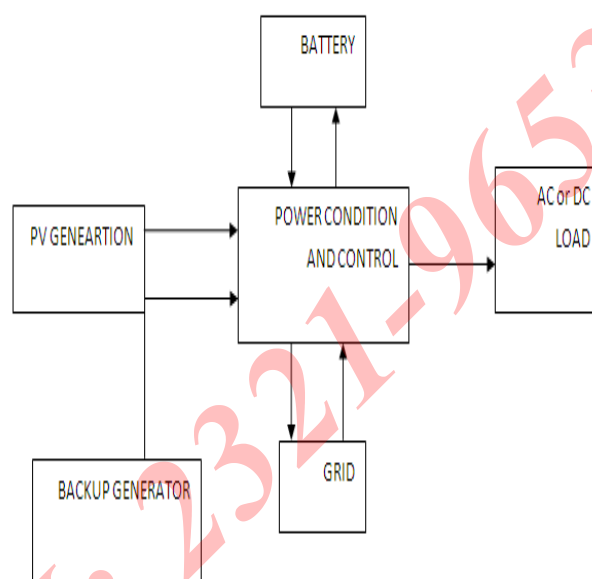 BATTERY
POWER CONDITION
AND CONTROL
AC or DC
LOAD
PV GENEARTION
GRID
BACKUP GENERATOR
2321-965